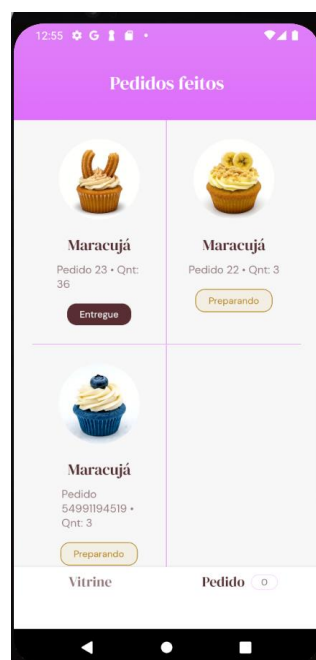 12:55
Pedidos feitos
Maracujá
Pedido 23 • Qnt:
36
Entregue
Maracujá
Pedido 22 • Qnt: 3
Preparando
Maracujá
Pedido
54991194519 •
Qnt: 3
Preparando
Vitrine
Pedido 0